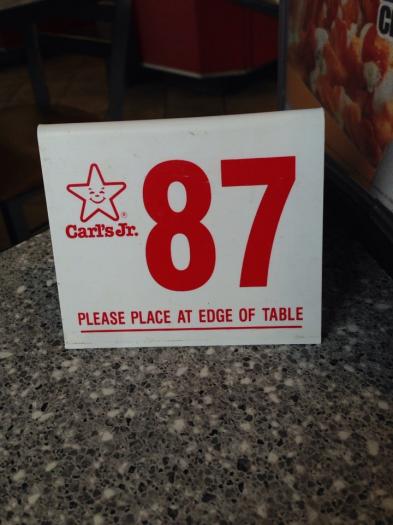 87
Carl's Jr.®
PLEASE PLACE AT EDGE OF TABLE